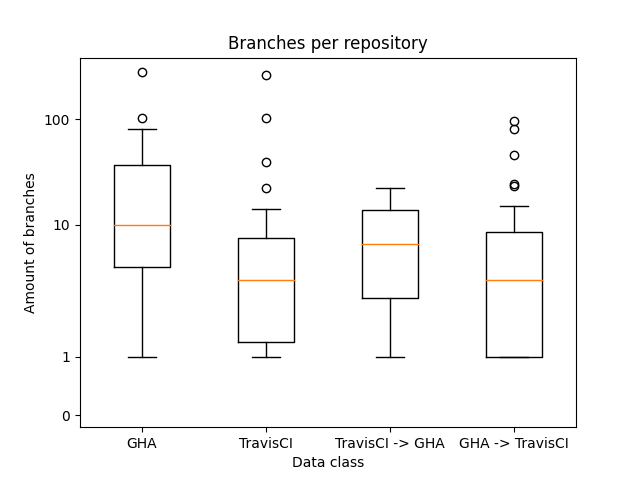 Branches per repository
Amount of branches
100
10
1
0
GHA
TravisCI
TravisCI -> GHA
GHA -> TravisCI
Data class